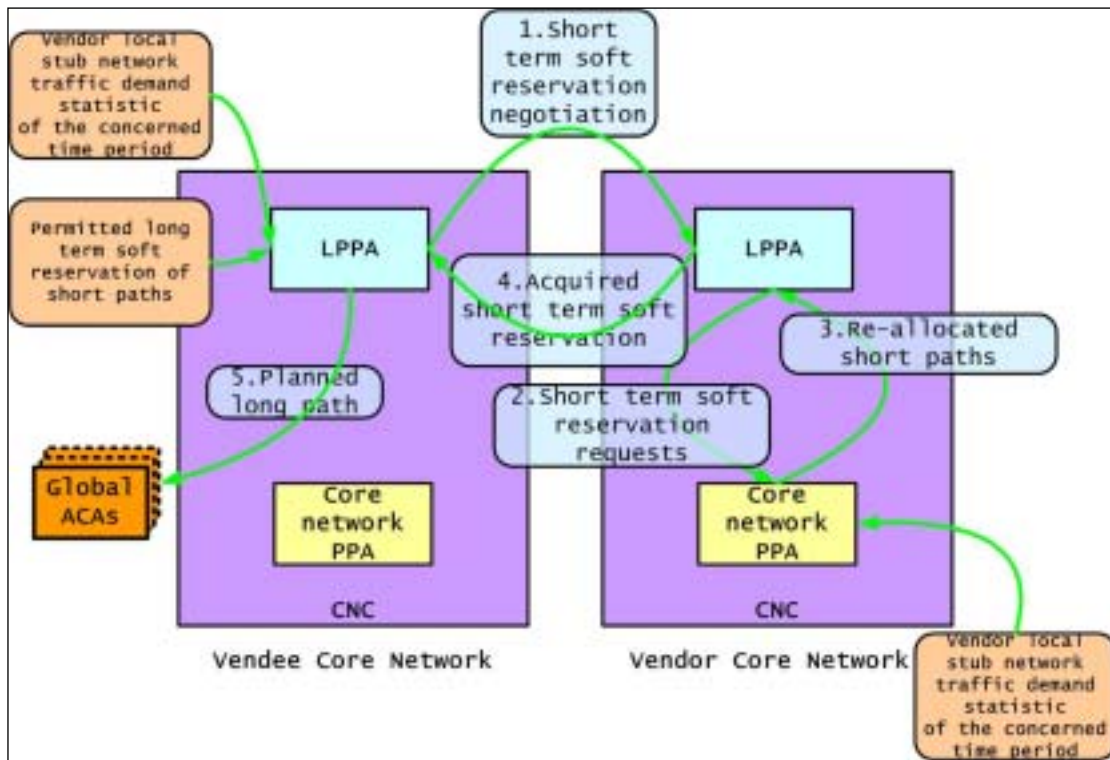 Vendor local
stub network
traffic demand
statistic
of the concerned
time period
1.Short
term soft
reservation
negotiation
Permitted long
term soft
reservation of
short paths
LPPA
LPPA
4.Acquired
short term soft
reservation
3.Re-allocated
short paths
5.Planned
long path
2.Short term soft
reservation
requests
Global
ACAs
Core
network
PPA
Core
network
PPA
CNC
CNC
Vendee Core Network
Vendor Core Network
Vendor local
stub network
traffic demand
statistic
of the concerned
time period